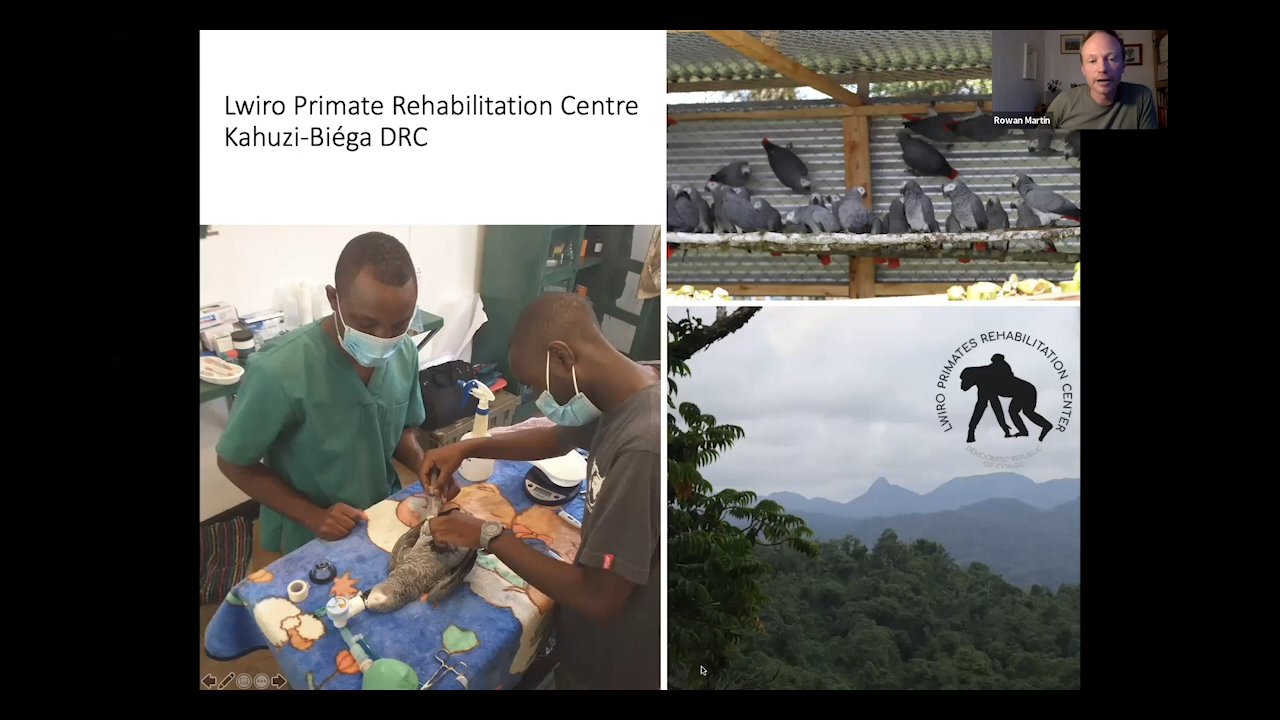 Lwiro Primate Rehabilitation Centre
Kahuzi-Biéga DRC
Rowan Martin
LWIRO PRIMATES REHABILITATION CENTER
DEMOCRATIC REPUBLIC
OF CONGO